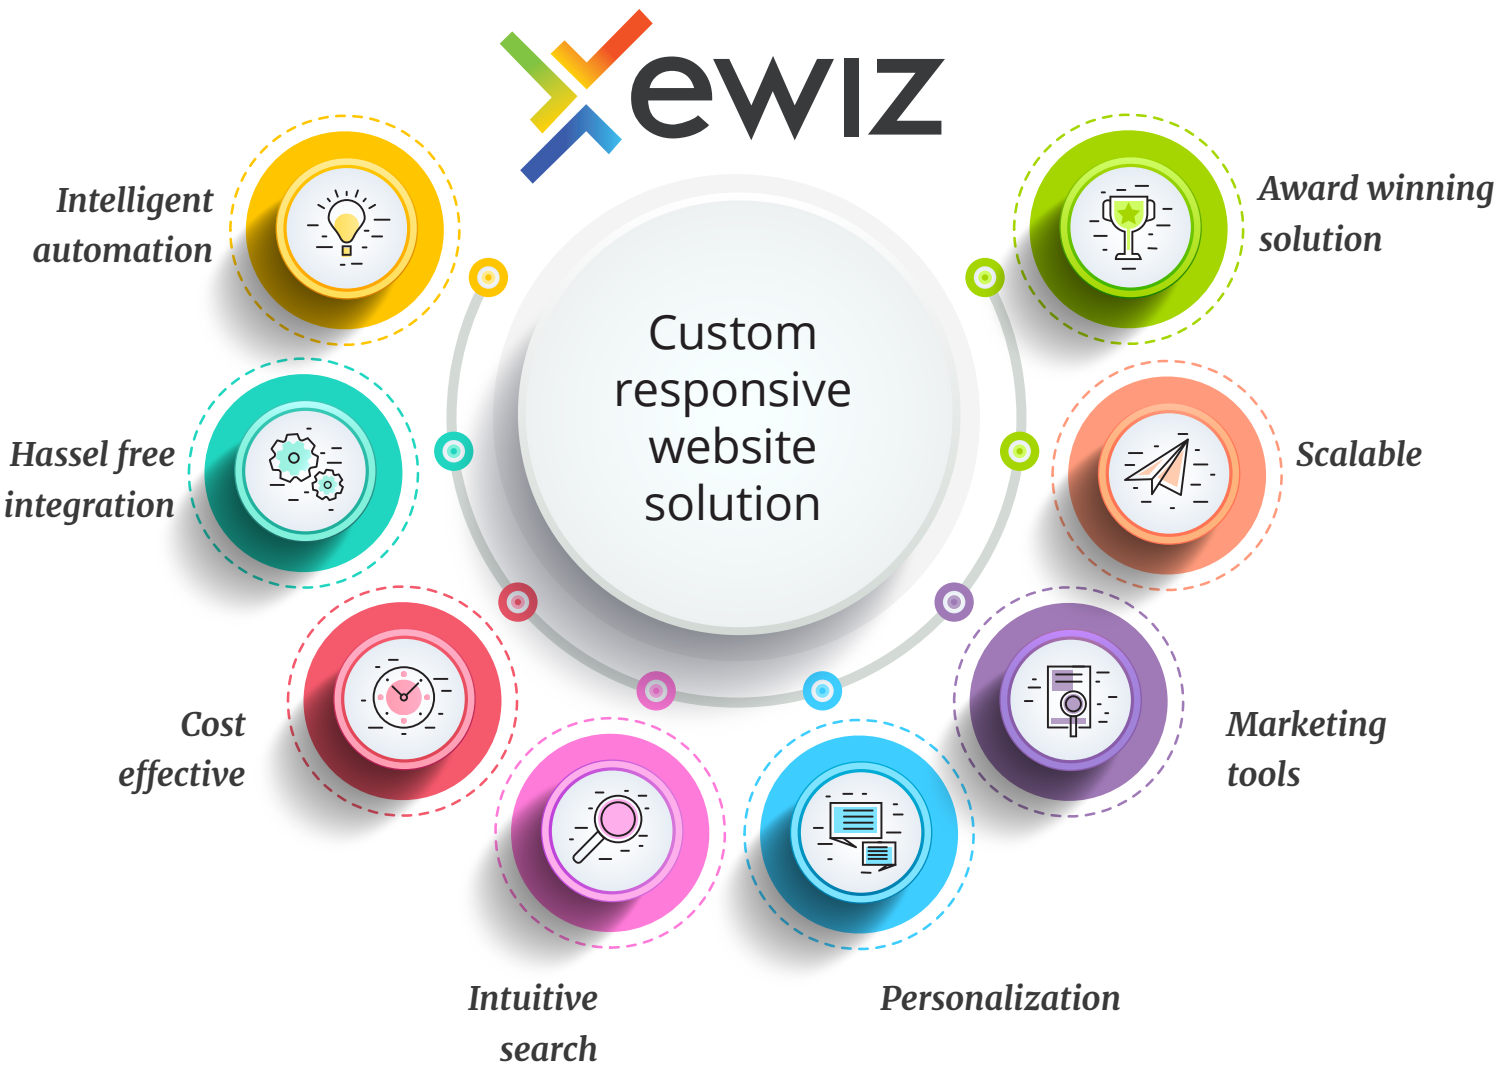 ewiz
Intelligent
automation
Award winning
solution
Custom
responsive
website
solution
Hassel free
integration
Scalable
Cost
effective
Marketing
tools
Intuitive
search
Personalization